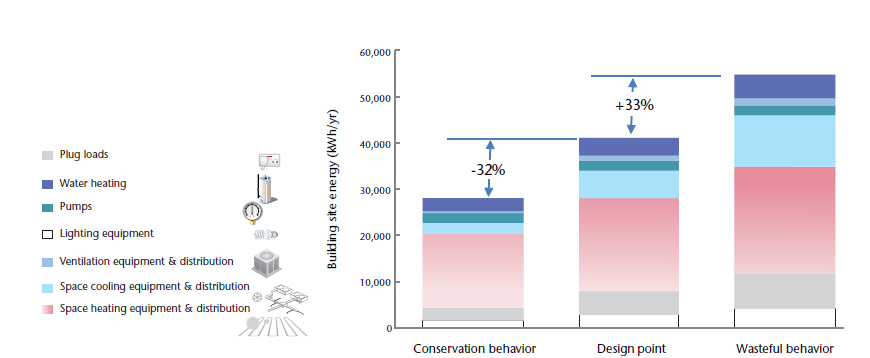 Plug loads
Water heating
Pumps
Lighting equipment
Ventilation equipment & distribution
Space cooling equipment & distribution
Space heating equipment & distribution
Building site energy (kWh/yr)
60,000
50,000
40,000
30,000
20,000
10,000
0
-32%
+33%
Conservation behavior
Design point
Wasteful behavior